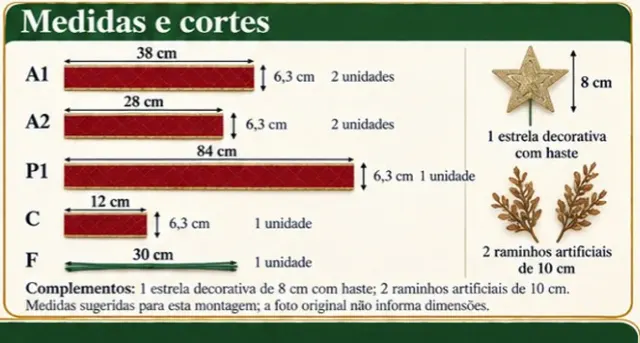 Medidas e cortes
38 cm
A1 6,3 cm 2 unidades
28 cm
A2 6,3 cm 2 unidades
84 cm
P1 6,3 cm 1 unidade
12 cm
C 6,3 cm 1 unidade
30 cm
F 1 unidade
8 cm
1 estrela decorativa
com haste
2 raminhos artificiais
de 10 cm
Complementos: 1 estrela decorativa de 8 cm com haste; 2 raminhos artificiais de 10 cm.
Medidas sugeridas para esta montagem; a foto original não informa dimensões.